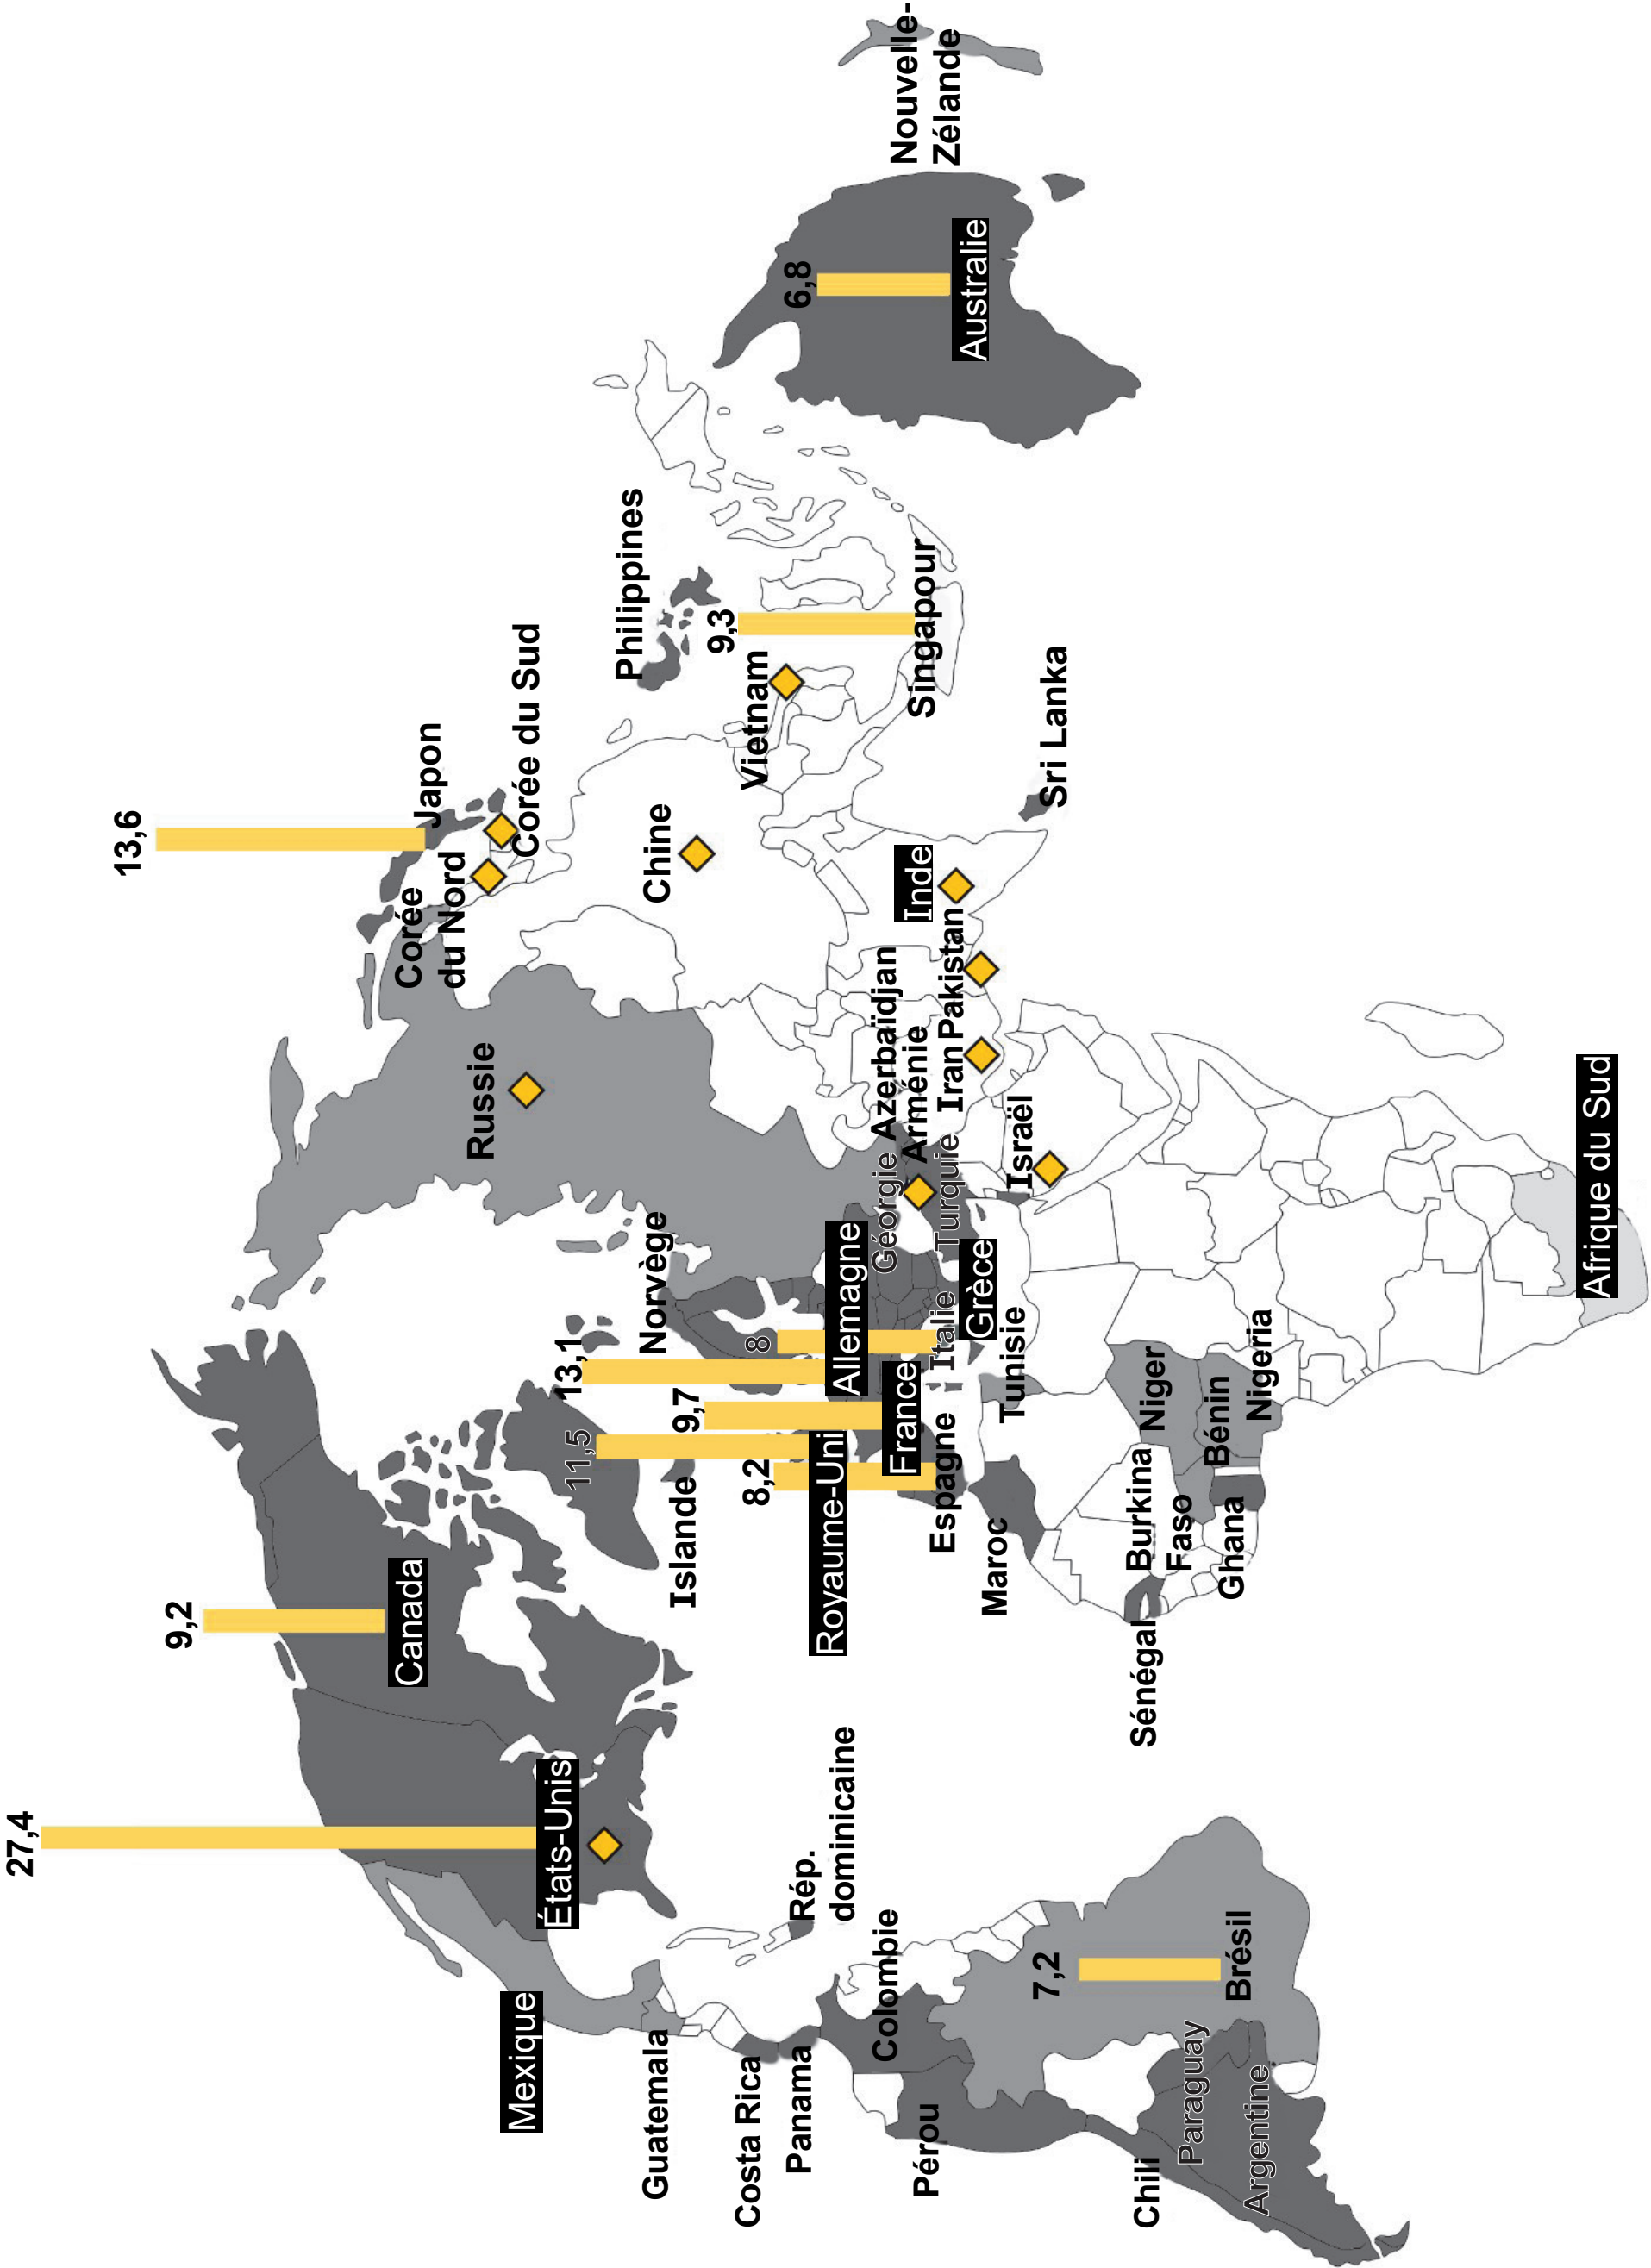 27,4
États-Unis
9,2
Canada
Mexique
Guatemala
Costa Rica
Panama
Rép.
dominicaine
Colombie
Pérou
7,2
Brésil
Chili
Paraguay
Argentine
Islande
11,5
Royaume-Uni
8,2
Espagne
9,7
France
13,1
Allemagne
8
Italie
Norvège
Grèce
Géorgie
Turquie
Azerbaïdjan
Arménie
Maroc
Tunisie
Sénégal
Burkina
Faso
Ghana
Bénin
Niger
Nigeria
Afrique du Sud
Russie
Israël
Iran
Pakistan
Inde
Sri Lanka
Chine
Corée
du Nord
13,6
Japon
Corée du Sud
Vietnam
Philippines
9,3
Singapour
6,8
Australie
Nouvelle-
Zélande